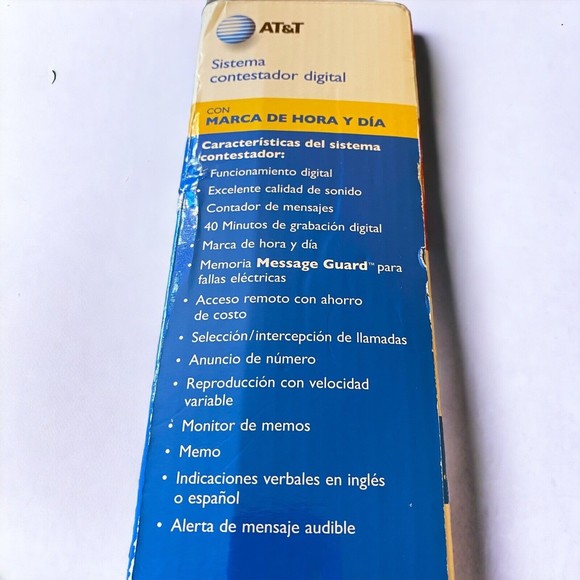 AT&T
Sistema
contestador digital
CON
MARCA DE HORA Y DÍA
Características del sistema
contestador:
• Funcionamiento digital
• Excelente calidad de sonido
• Contador de mensajes
• 40 Minutos de grabación digital
• Marca de hora y día
• Memoria Message Guard™ para
fallas eléctricas
• Acceso remoto con ahorro
de costo
• Selección/intercepción de llamadas
• Anuncio de número
• Reproducción con velocidad
variable
• Monitor de memos
• Memo
• Indicaciones verbales en inglés
o español
• Alerta de mensaje audible